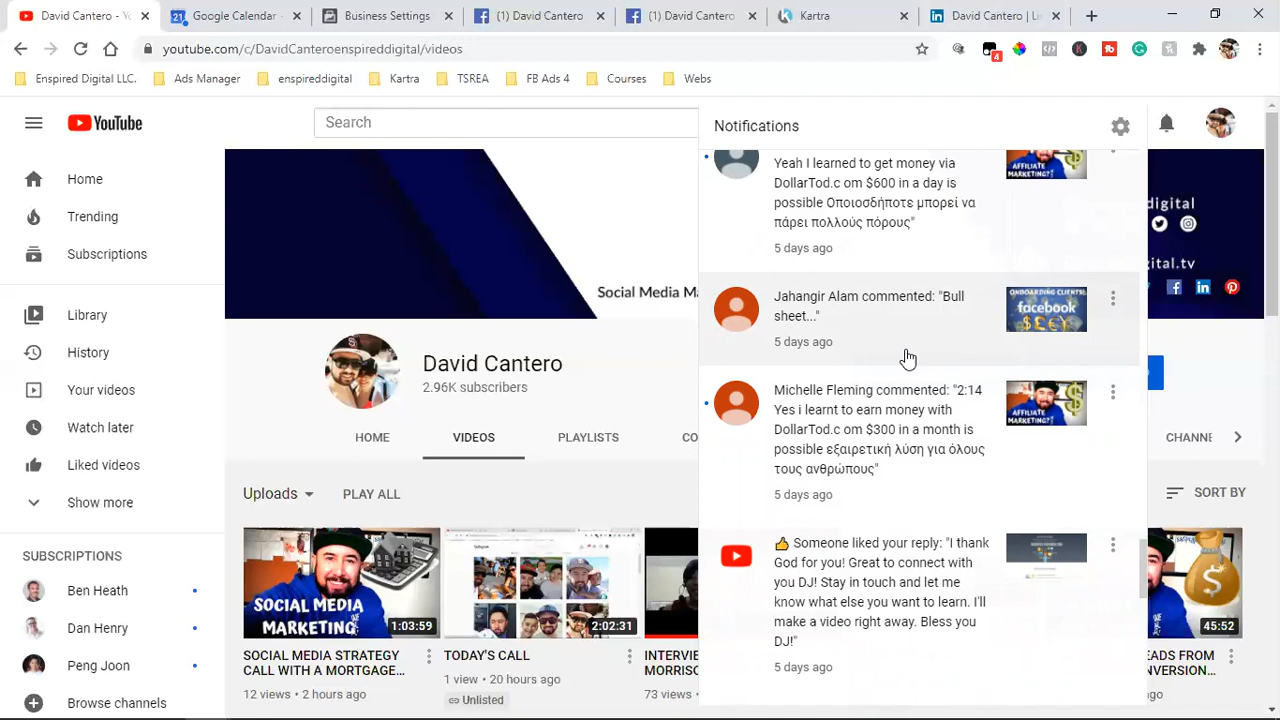 David Cantero - Yo
Google Calendar -
Business Settings
(1) David Cantero
(1) David Cantero
Kartra
David Cantero | Lin
youtube.com/c/DavidCanteroenspireddigital/videos
4
Enspired Digital LLC.
Ads Manager
enspireddigital
Kartra
TSREA
FB Ads 4
Courses
Webs
YouTube
Search
Home
Trending
Subscriptions
Library
History
Your videos
Watch later
Liked videos
Show more
SUBSCRIPTIONS
Ben Heath
Dan Henry
Peng Joon
Browse channels
Social Media Ma
digital
gital.tv
David Cantero
2.96K subscribers
HOME
VIDEOS
PLAYLISTS
CO
CHANNE
Uploads
PLAY ALL
SORT BY
SOCIAL MEDIA
MARKETING
1:03:59
SOCIAL MEDIA STRATEGY
CALL WITH A MORTGAGE...
12 views • 2 hours ago
2:02:31
TODAY'S CALL
1 view • 20 hours ago
Unlisted
INTERVIE
MORRISO
73 views
45:52
EADS FROM
NVERSION...
ago
Notifications
Yeah I learned to get money via
DollarTod.c om $600 in a day is
possible Οποιοσδήποτε μπορεί να
πάρει πολλούς πόρους"
5 days ago
AFFILIATE
MARKETING?
Jahangir Alam commented: "Bull
sheet..."
5 days ago
ONBOARDING CLIENTS:
facebook
Michelle Fleming commented: "2:14
Yes i learnt to earn money with
DollarTod.c om $300 in a month is
possible εξαιρετική λύση για όλους
τους ανθρώπους"
5 days ago
AFFILIATE
MARKETING?
👍 Someone liked your reply: "I thank
God for you! Great to connect with
you DJ! Stay in touch and let me
know what else you want to learn. I'll
make a video right away. Bless you
DJ!"
5 days ago